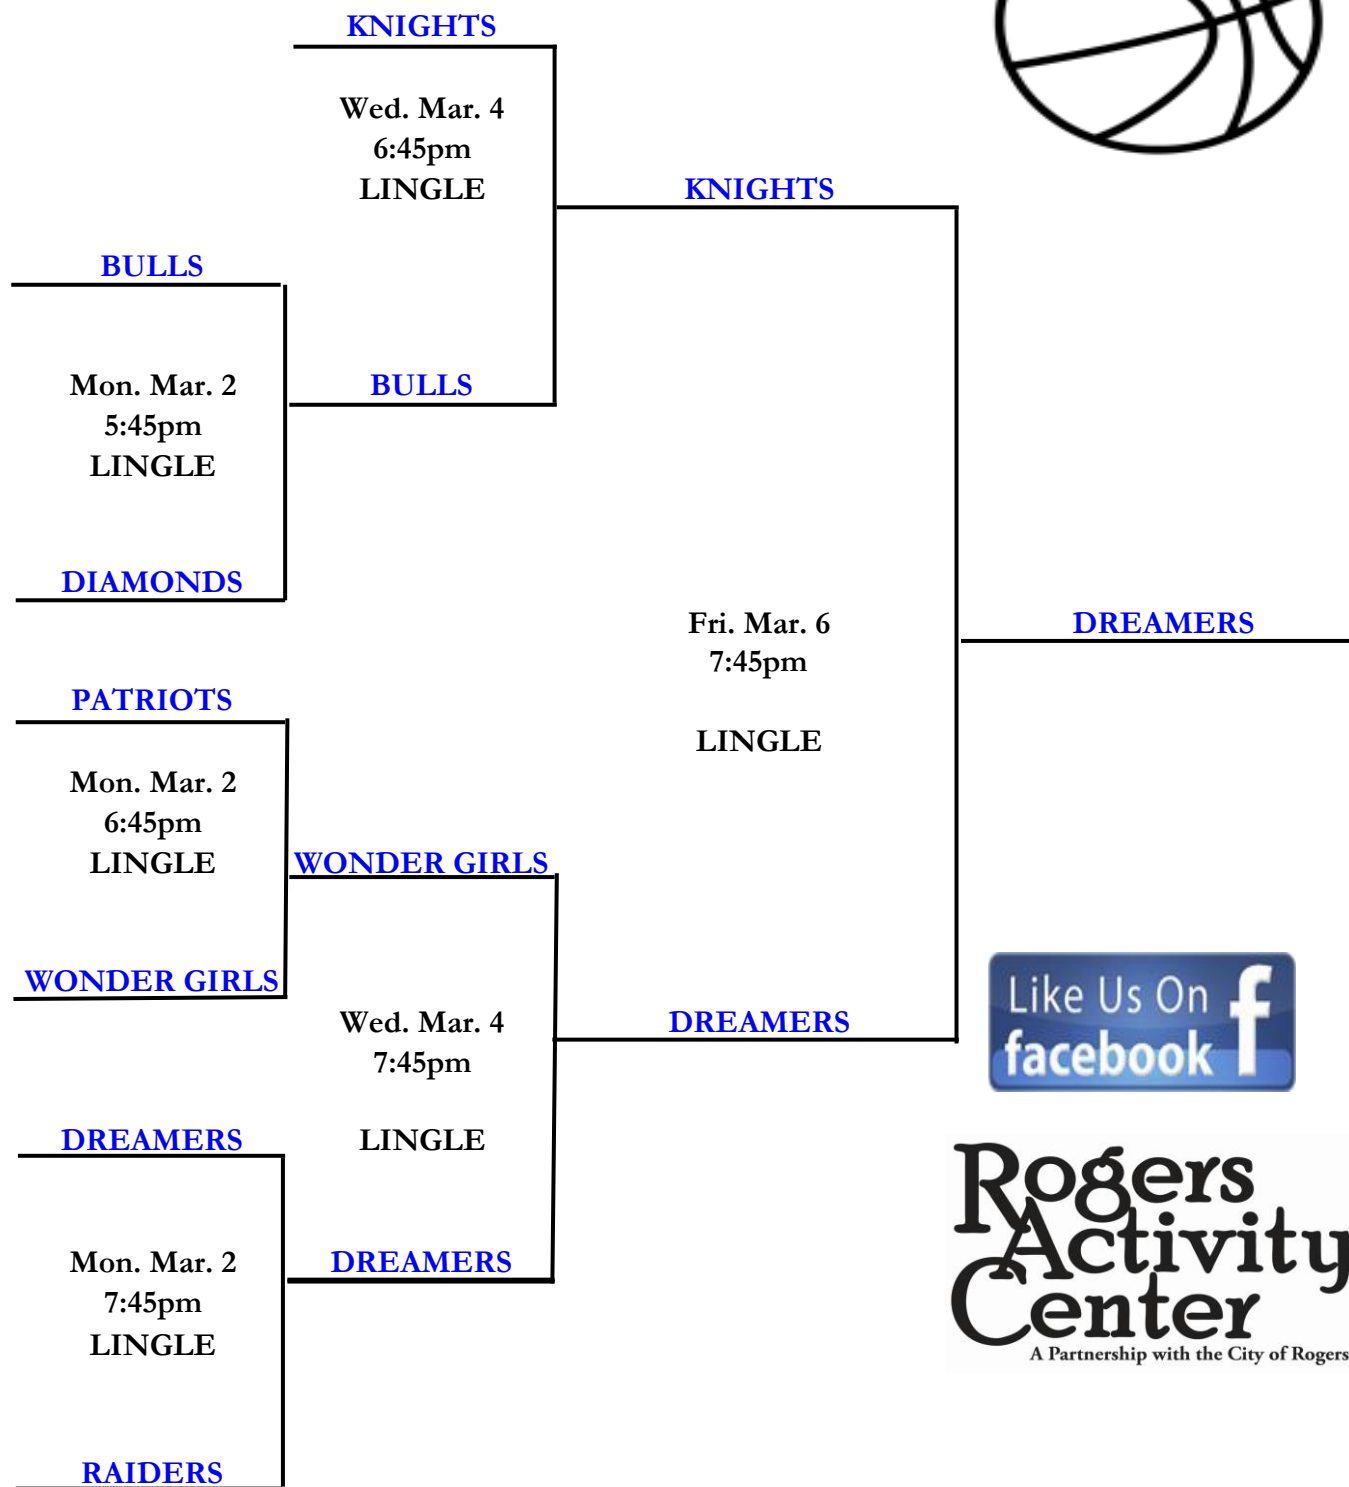 KNIGHTS
Wed. Mar. 4
6:45pm
LINGLE
KNIGHTS
BULLS
Mon. Mar. 2
5:45pm
LINGLE
BULLS
DIAMONDS
Fri. Mar. 6
7:45pm
LINGLE
DREAMERS
PATRIOTS
Mon. Mar. 2
6:45pm
LINGLE
WONDER GIRLS
WONDER GIRLS
Wed. Mar. 4
7:45pm
LINGLE
DREAMERS
Like Us On
facebook f
DREAMERS
Mon. Mar. 2
7:45pm
LINGLE
DREAMERS
Rogers
Activity
Center
A Partnership with the City of Rogers
RAIDERS